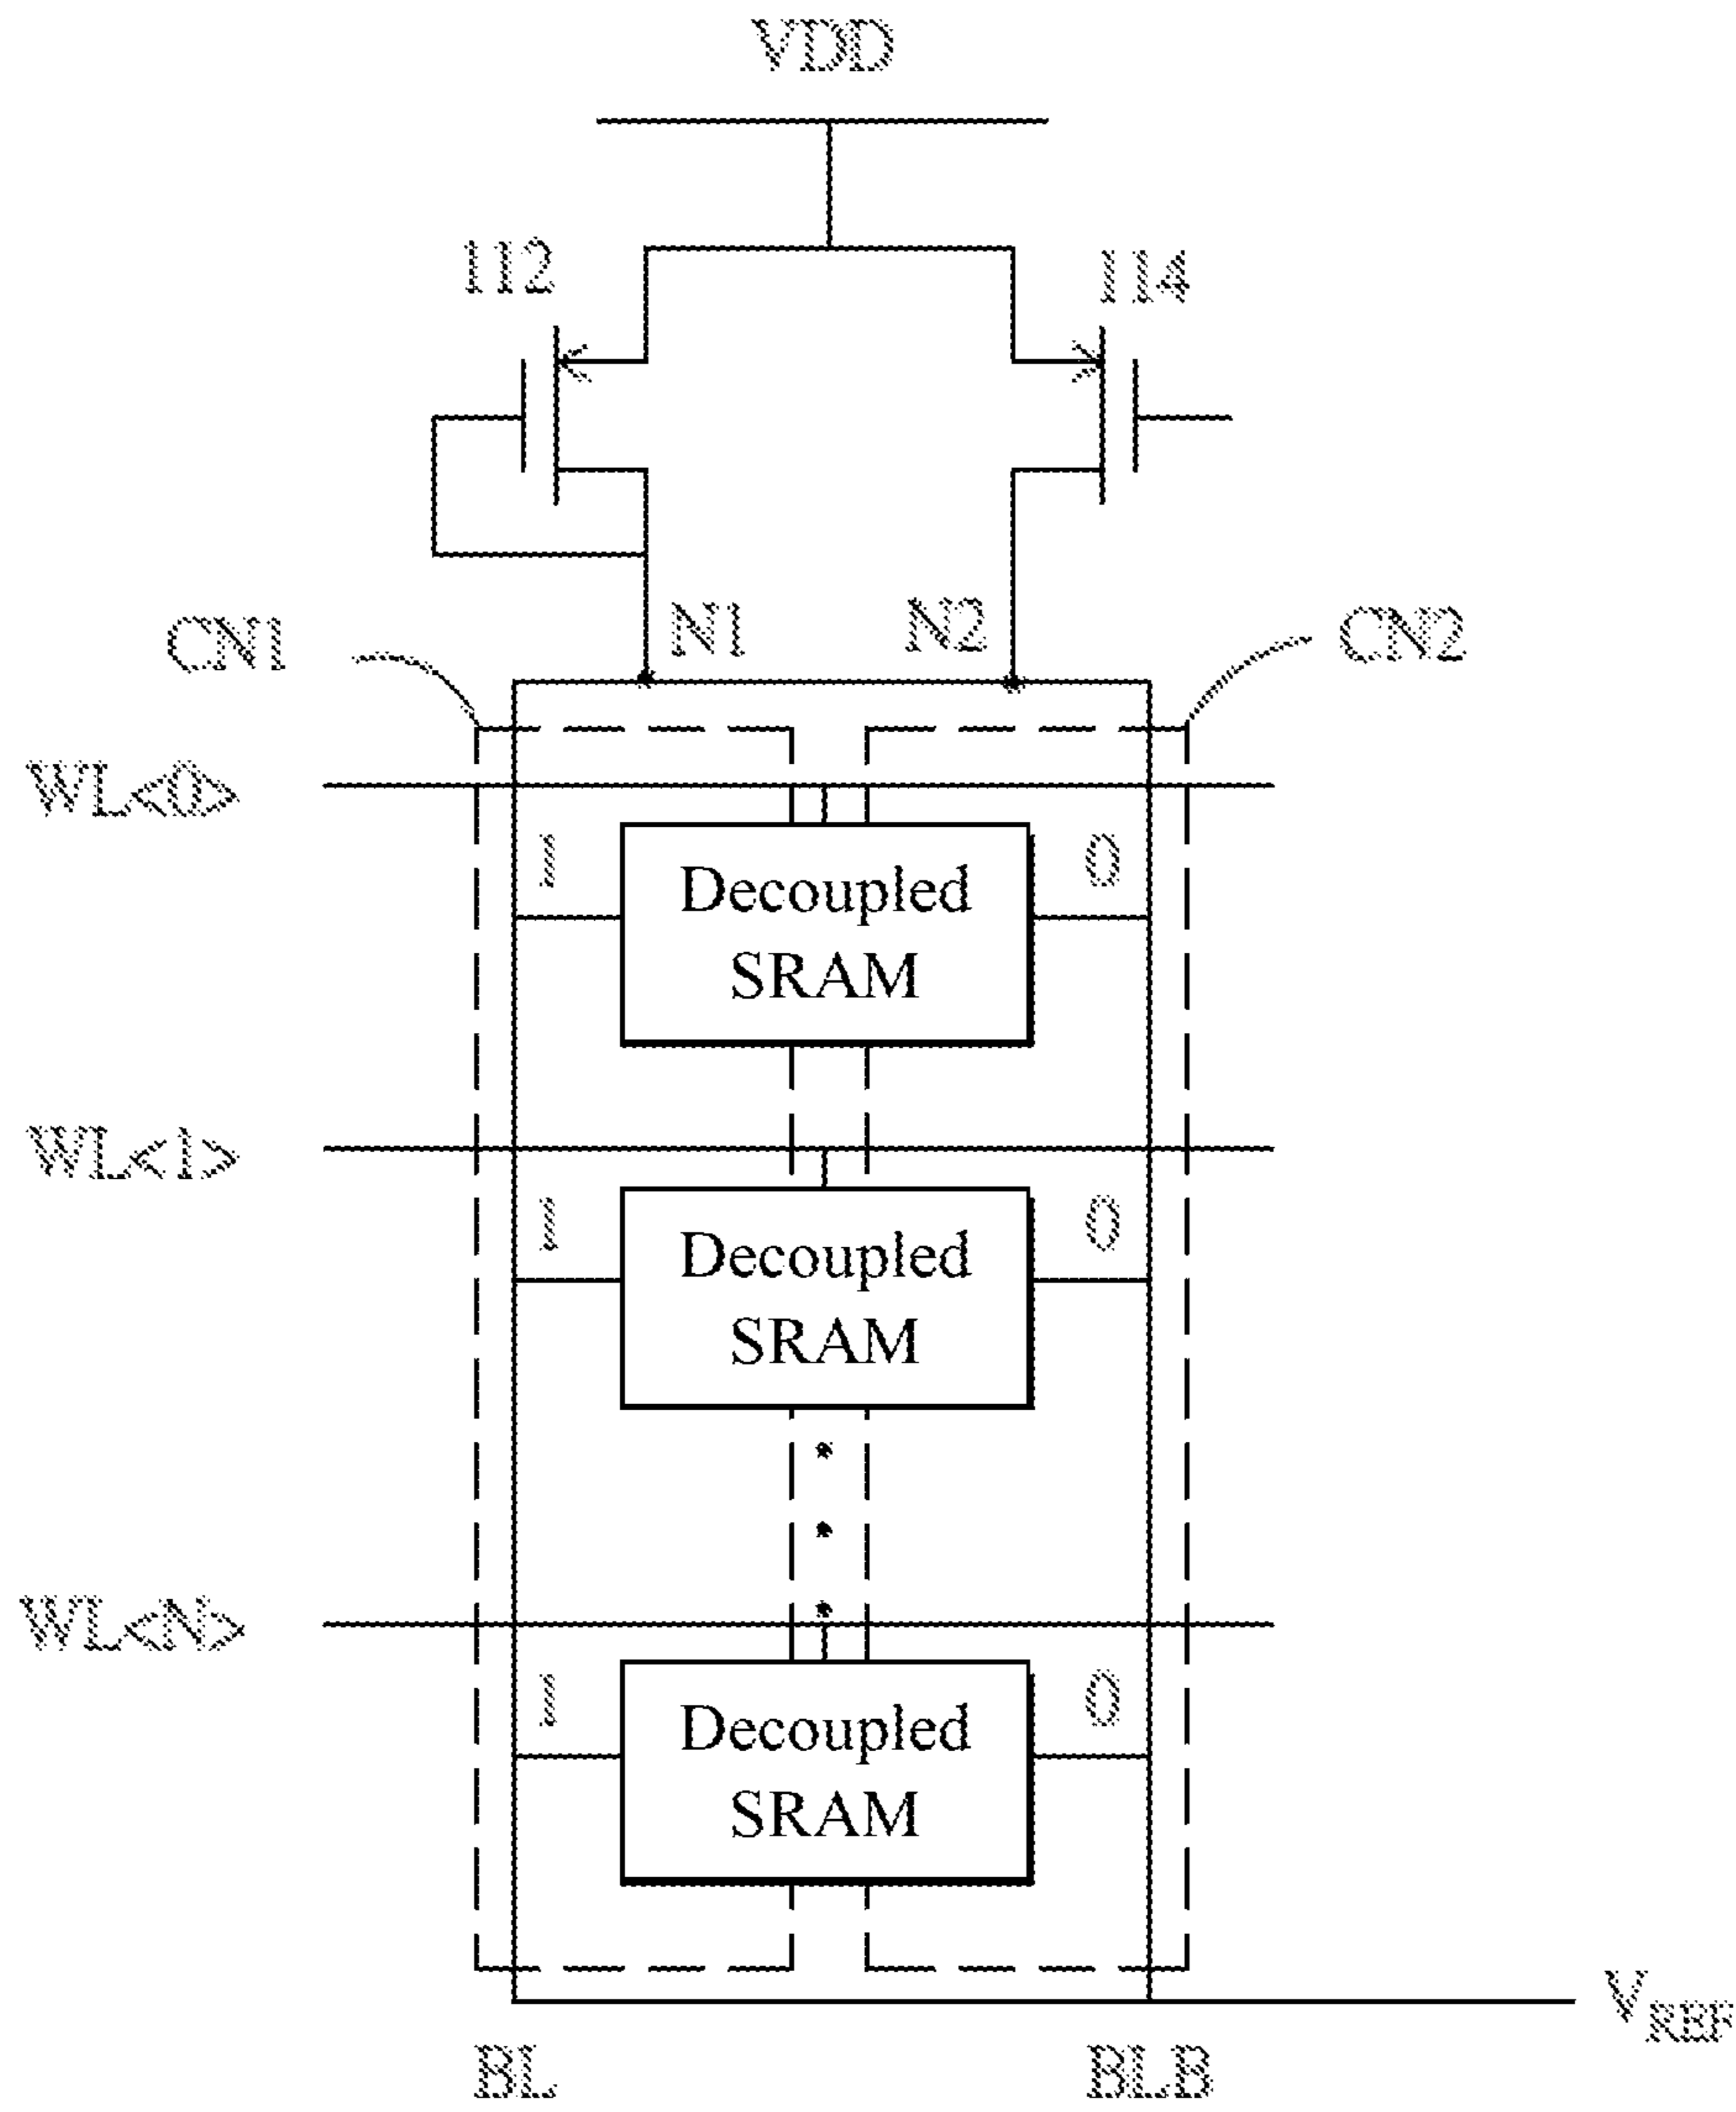 VDD
112
114
N1
N2
CN1
CN2
WL<0>
1
0
Decoupled
SRAM
WL<1>
1
0
Decoupled
SRAM
WL<N>
1
0
Decoupled
SRAM
VREF
BL
BLB